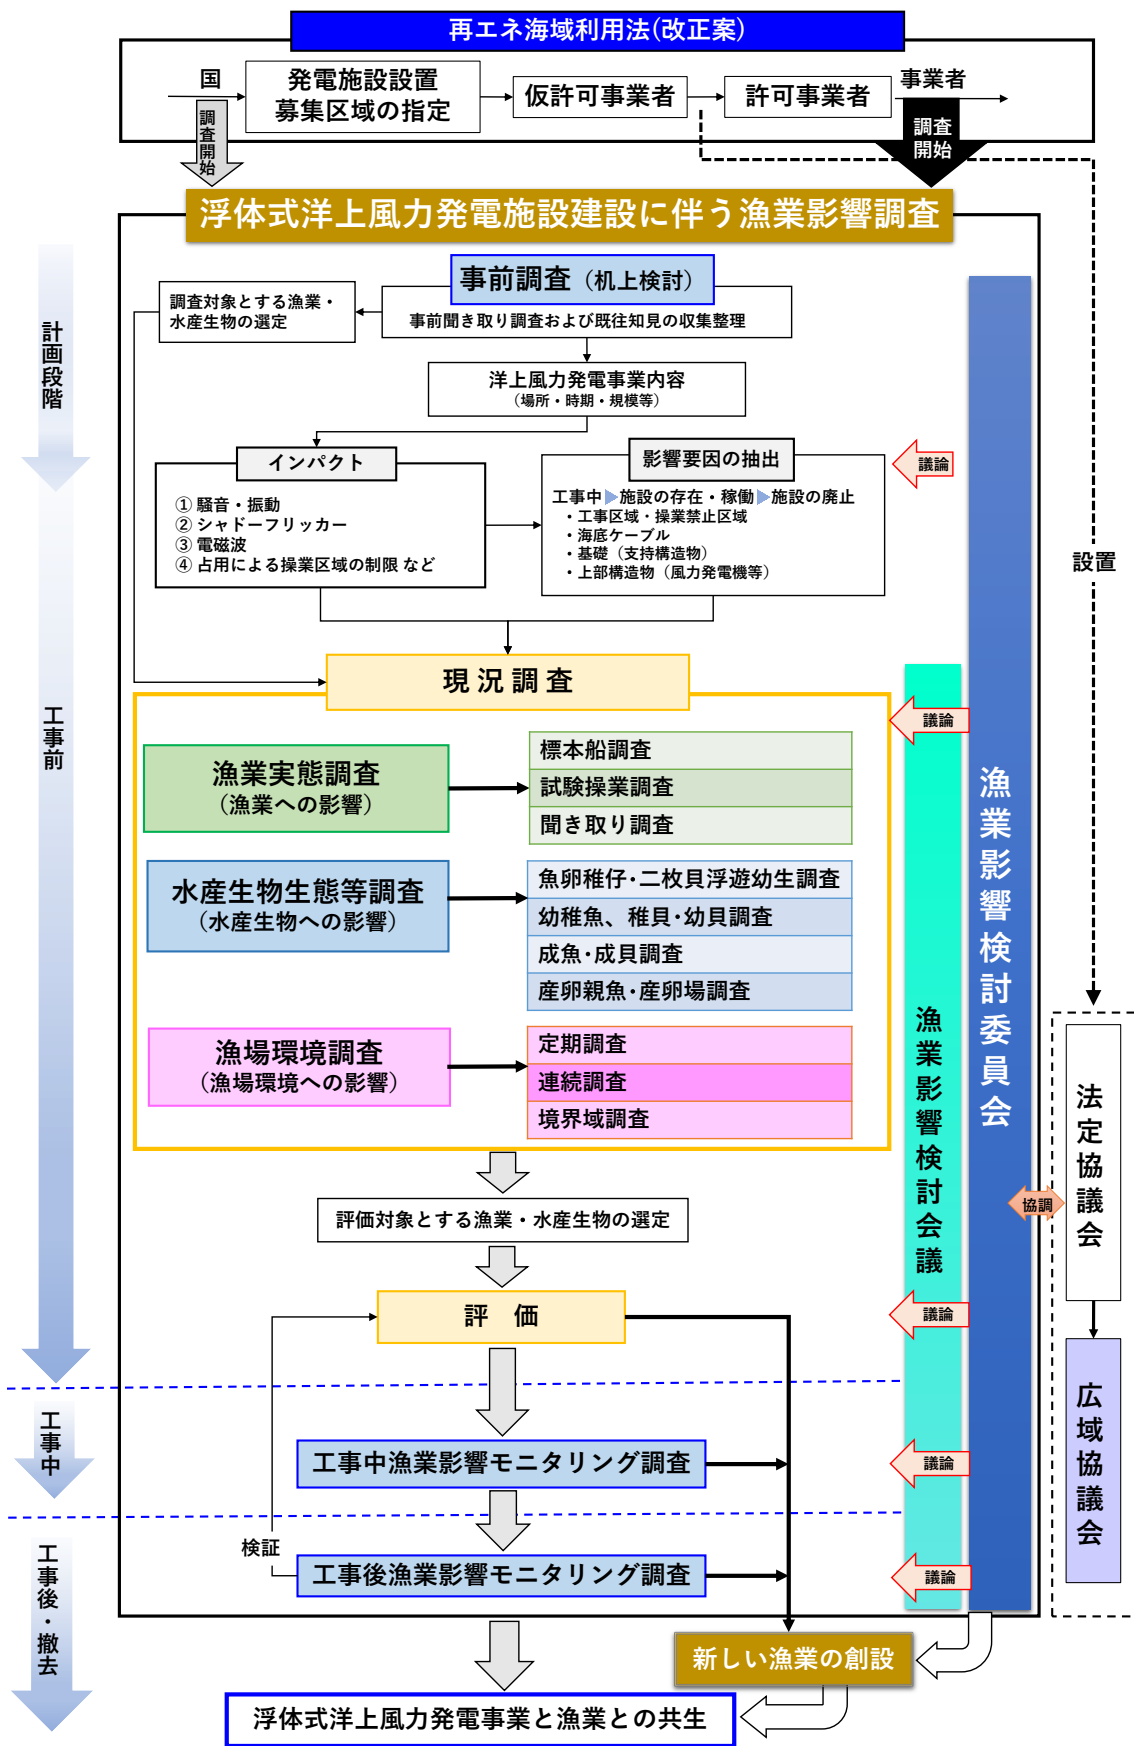 再エネ海域利用法(改正案)
国
発電施設設置
募集区域の指定
仮許可事業者
許可事業者
事業者
調査開始
調査
開始
浮体式洋上風力発電施設建設に伴う漁業影響調査
計画段階
事前調査（机上検討）
事前聞き取り調査および既往知見の収集整理
調査対象とする漁業・
水産生物の選定
洋上風力発電事業内容
（場所・時期・規模等）
インパクト
① 騒音・振動
② シャドーフリッカー
③ 電磁波
④ 占用による操業区域の制限 など
影響要因の抽出
工事中▶施設の存在・稼働▶施設の廃止
・工事区域・操業禁止区域
・海底ケーブル
・基礎（支持構造物）
・上部構造物（風力発電機等）
議論
設置
工事前
現況調査
議論
漁業実態調査
（漁業への影響）
標本船調査
試験操業調査
聞き取り調査
水産生物生態等調査
（水産生物への影響）
魚卵稚仔・二枚貝浮遊幼生調査
幼稚魚、稚貝・幼貝調査
成魚・成貝調査
産卵親魚・産卵場調査
漁場環境調査
（漁場環境への影響）
定期調査
連続調査
境界域調査
漁業影響検討会議
漁業影響検討委員会
協調
法定協議会
広域協議会
評価対象とする漁業・水産生物の選定
評　価
議論
工事中
工事中漁業影響モニタリング調査
議論
検証
工事後・撤去
工事後漁業影響モニタリング調査
議論
新しい漁業の創設
浮体式洋上風力発電事業と漁業との共生